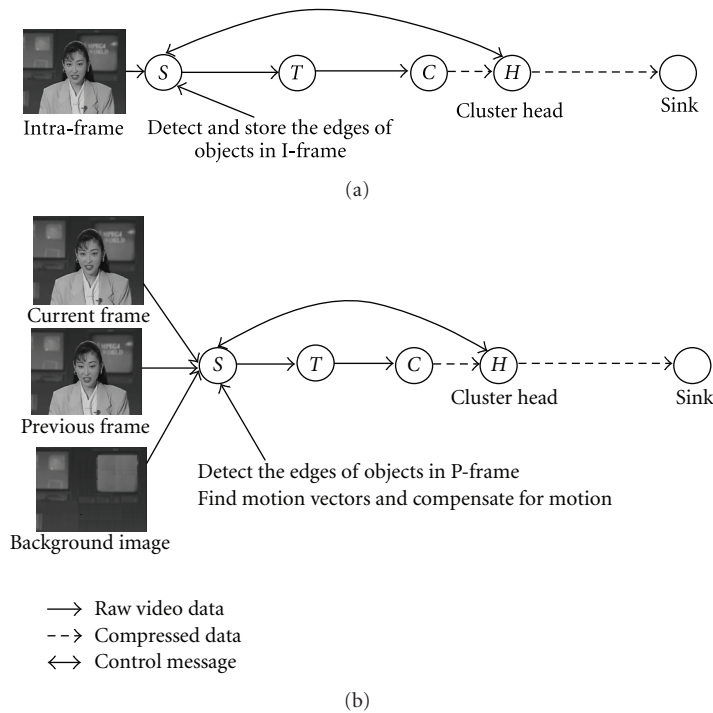 S
T
C
H
Intra-frame
Detect and store the edges of
objects in I-frame
Cluster head
Sink
(a)
Current frame
Previous frame
Background image
S
T
C
H
Cluster head
Sink
Detect the edges of objects in P-frame
Find motion vectors and compensate for motion
Raw video data
Compressed data
Control message
(b)